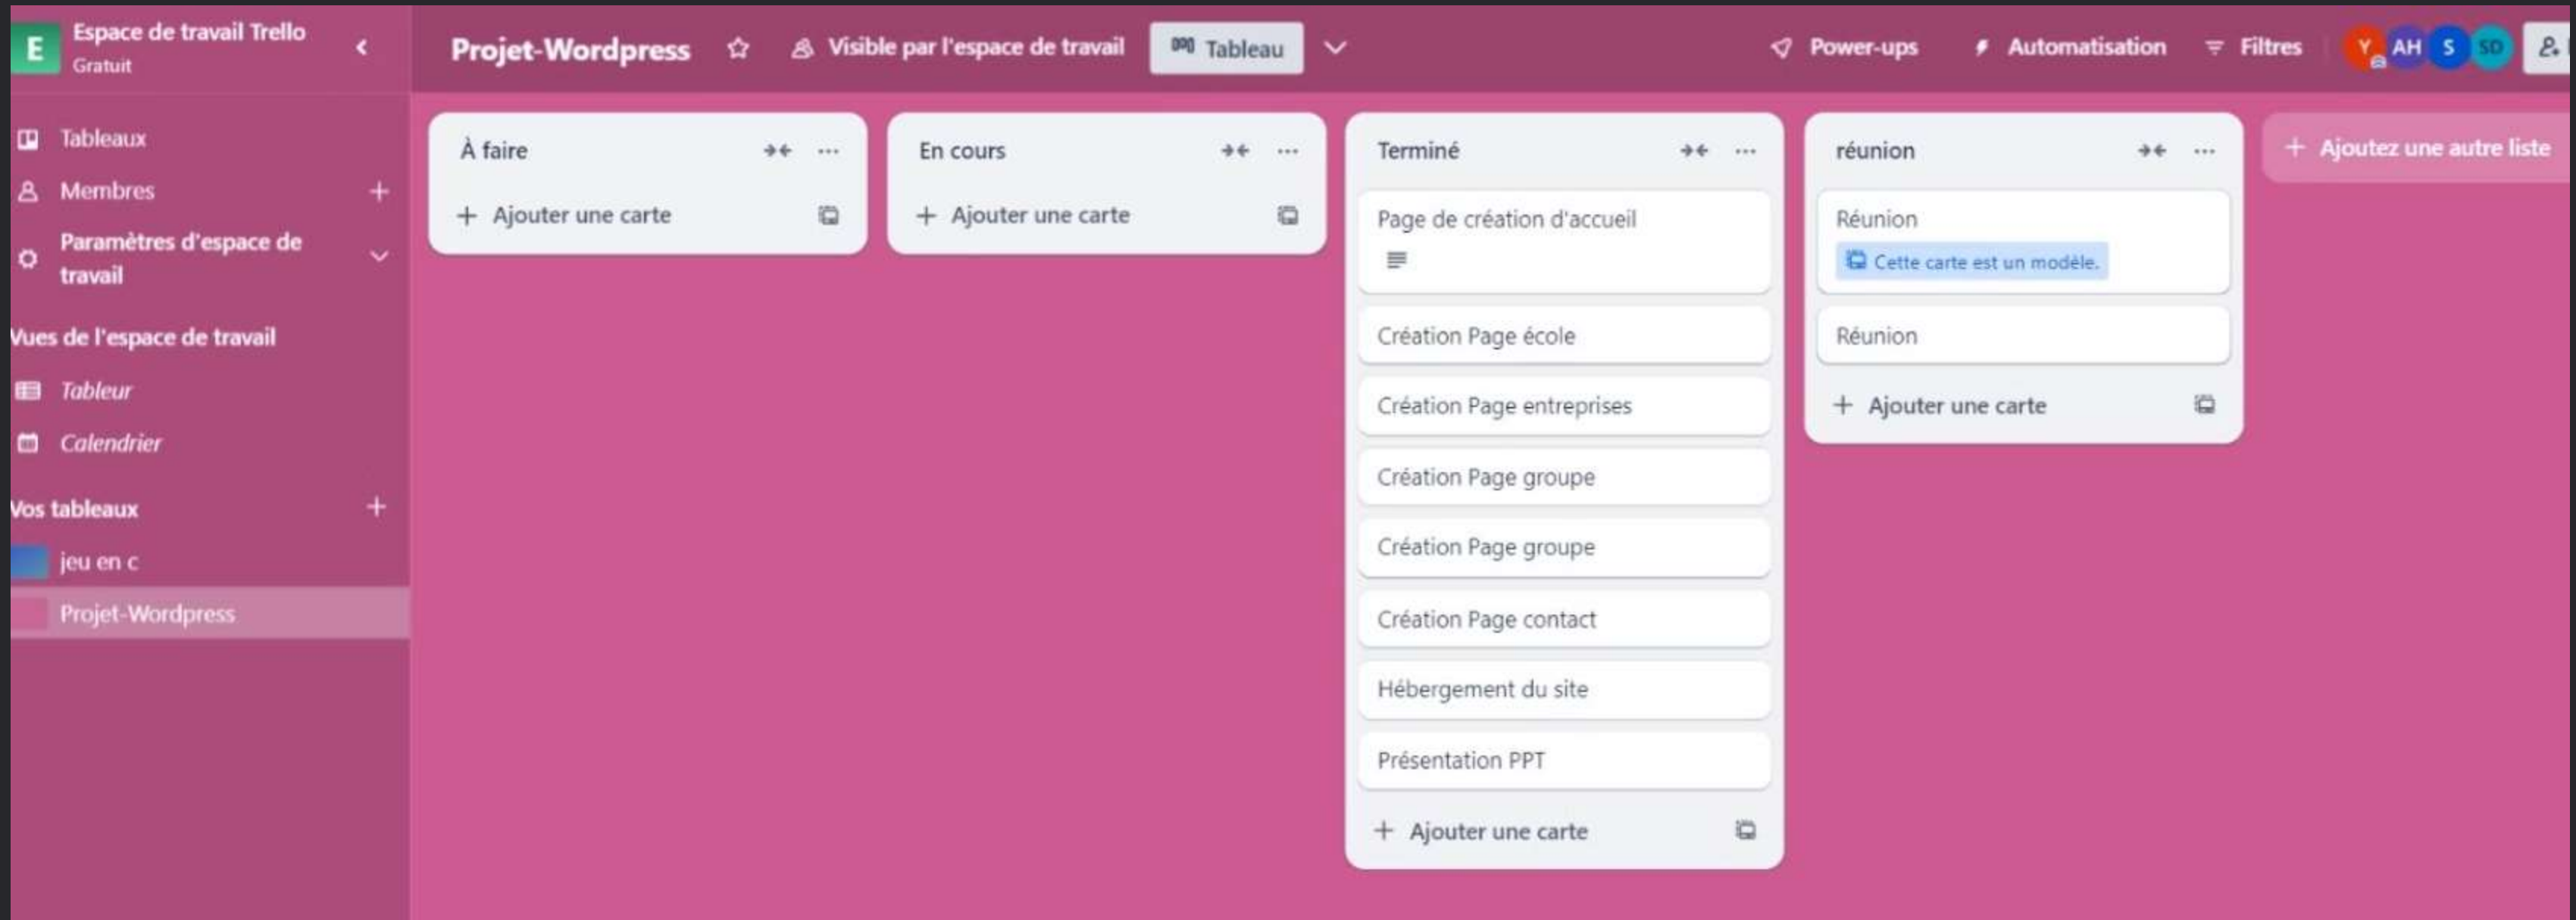 E
Espace de travail Trello
Gratuit
Projet-Wordpress
Visible par l'espace de travail
Tableau
Power-ups
Automatisation
Filtres
Y
AH
S
SD
Tableaux
Membres
Paramètres d'espace de
travail
Vues de l'espace de travail
Tableur
Calendrier
Vos tableaux
jeu en c
Projet-Wordpress
À faire
Ajouter une carte
En cours
Ajouter une carte
Terminé
Page de création d'accueil
Création Page école
Création Page entreprises
Création Page groupe
Création Page groupe
Création Page contact
Hébergement du site
Présentation PPT
Ajouter une carte
réunion
Réunion
Cette carte est un modèle.
Réunion
Ajouter une carte
Ajoutez une autre liste